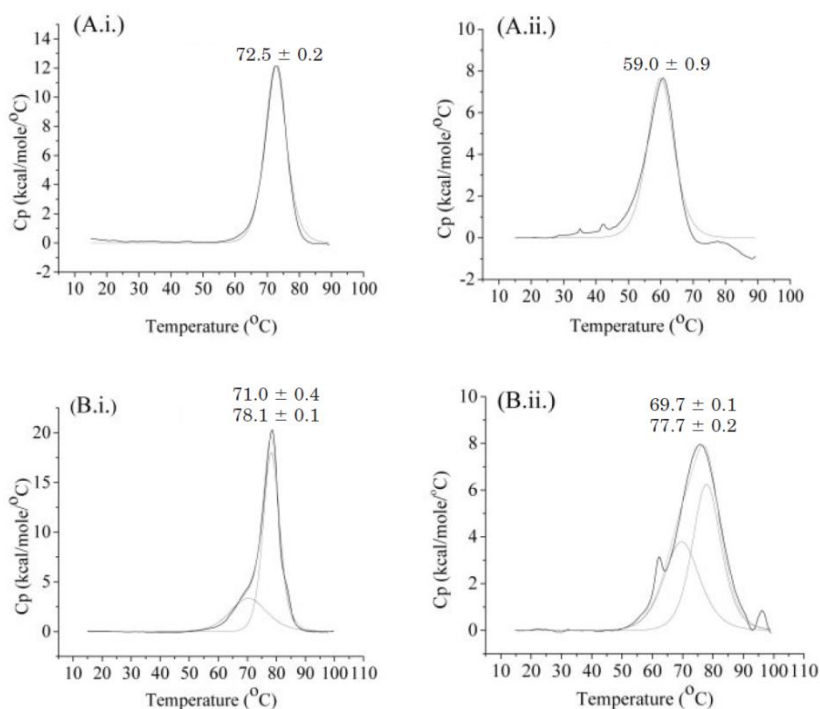 (A.i.)
72.5 ± 0.2
14
12
10
8
6
4
2
0
-2
Cp (kcal/mole/°C)
10 20 30 40 50 60 70 80 90 100
Temperature (°C)
(A.ii.)
59.0 ± 0.9
10
8
6
4
2
0
-2
Cp (kcal/mole/°C)
10 20 30 40 50 60 70 80 90 100
Temperature (°C)
(B.i.)
71.0 ± 0.4
78.1 ± 0.1
20
15
10
5
0
Cp (kcal/mole/°C)
10 20 30 40 50 60 70 80 90 100 110
Temperature (°C)
(B.ii.)
69.7 ± 0.1
77.7 ± 0.2
10
8
6
4
2
0
Cp (kcal/mole/°C)
10 20 30 40 50 60 70 80 90 100 110
Temperature (°C)